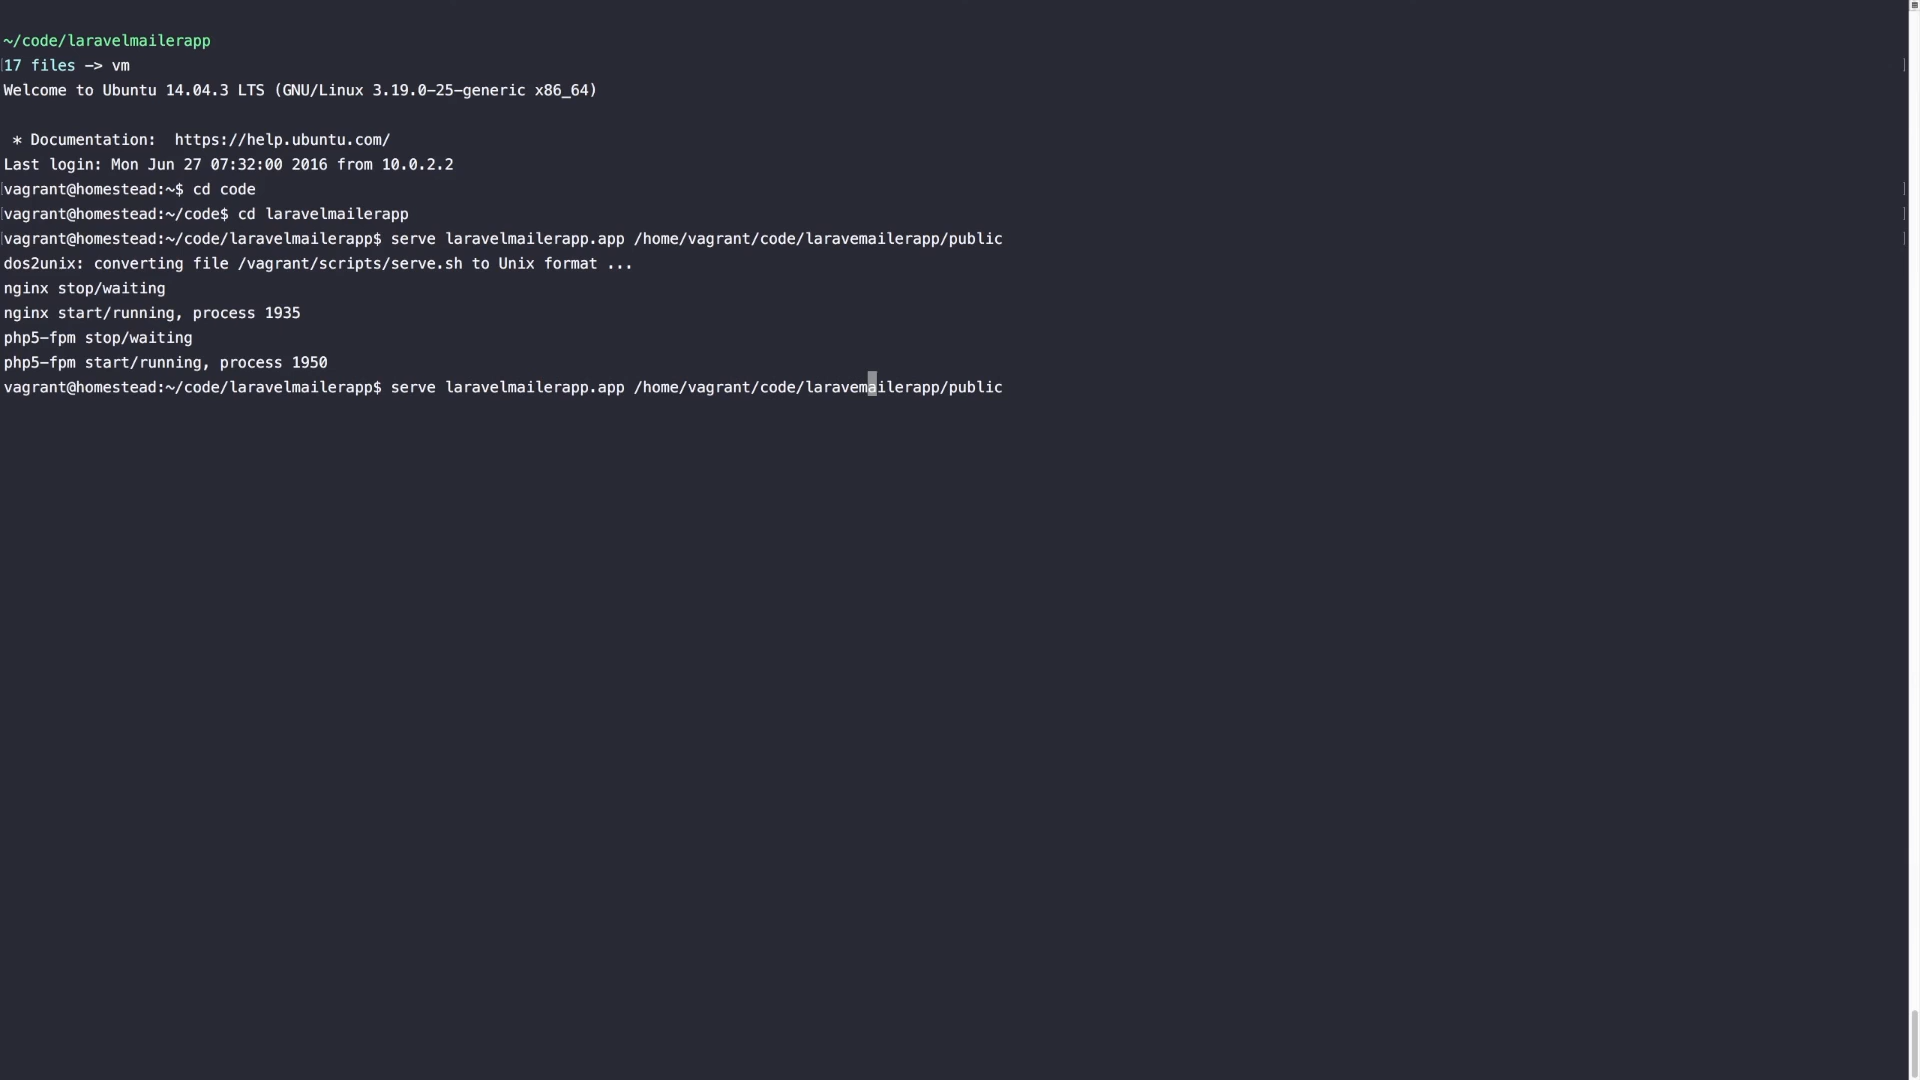 ~/code/laravelmailerapp
17 files -> vm
Welcome to Ubuntu 14.04.3 LTS (GNU/Linux 3.19.0-25-generic x86_64)
* Documentation:  https://help.ubuntu.com/
Last login: Mon Jun 27 07:32:00 2016 from 10.0.2.2
vagrant@homestead:~$ cd code
vagrant@homestead:~/code$ cd laravelmailerapp
vagrant@homestead:~/code/laravelmailerapp$ serve laravelmailerapp.app /home/vagrant/code/laravemailerapp/public
dos2unix: converting file /vagrant/scripts/serve.sh to Unix format ...
nginx stop/waiting
nginx start/running, process 1935
php5-fpm stop/waiting
php5-fpm start/running, process 1950
vagrant@homestead:~/code/laravelmailerapp$ serve laravelmailerapp.app /home/vagrant/code/laravemailerapp/public